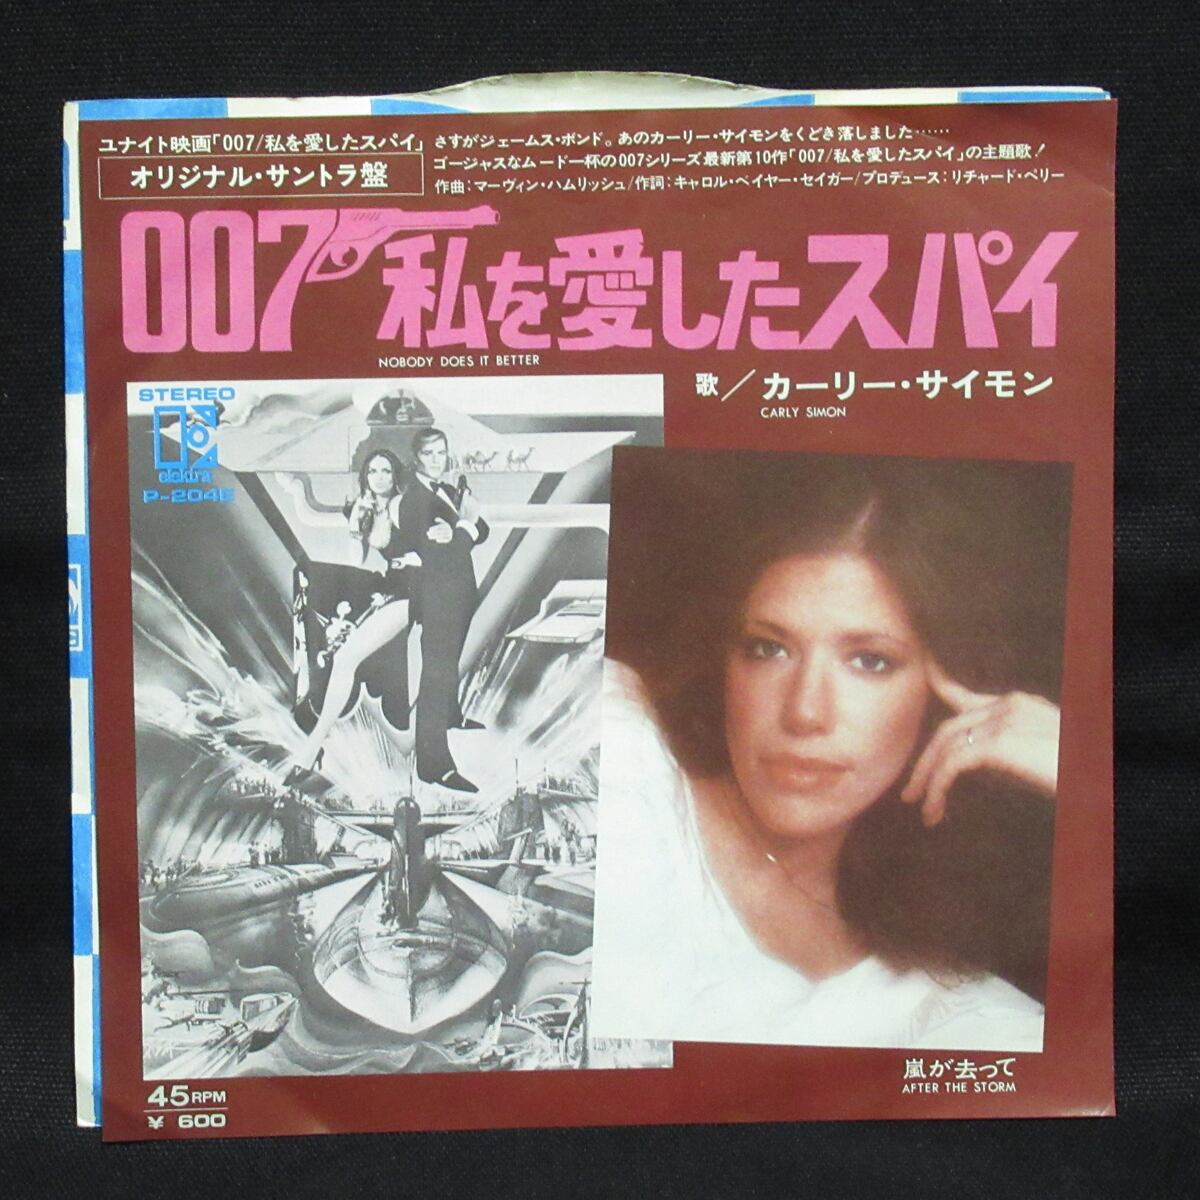 ユナイト映画「007/私を愛したスパイ」
オリジナル・サントラ盤
さすがジェームス・ボンド。あのカーリー・サイモンをくどき落しました……
ゴージャスなムード一杯の007シリーズ最新第10作「007/私を愛したスパイ」の主題歌！
作曲：マーヴィン・ハムリッシュ/作詞：キャロル・ベイヤー・セイガー/プロデュース：リチャード・ペリー
007 私を愛したスパイ
NOBODY DOES IT BETTER
歌／カーリー・サイモン
CARLY SIMON
STEREO
elektra
嵐が去って
AFTER THE STORM
45RPM
¥ 600